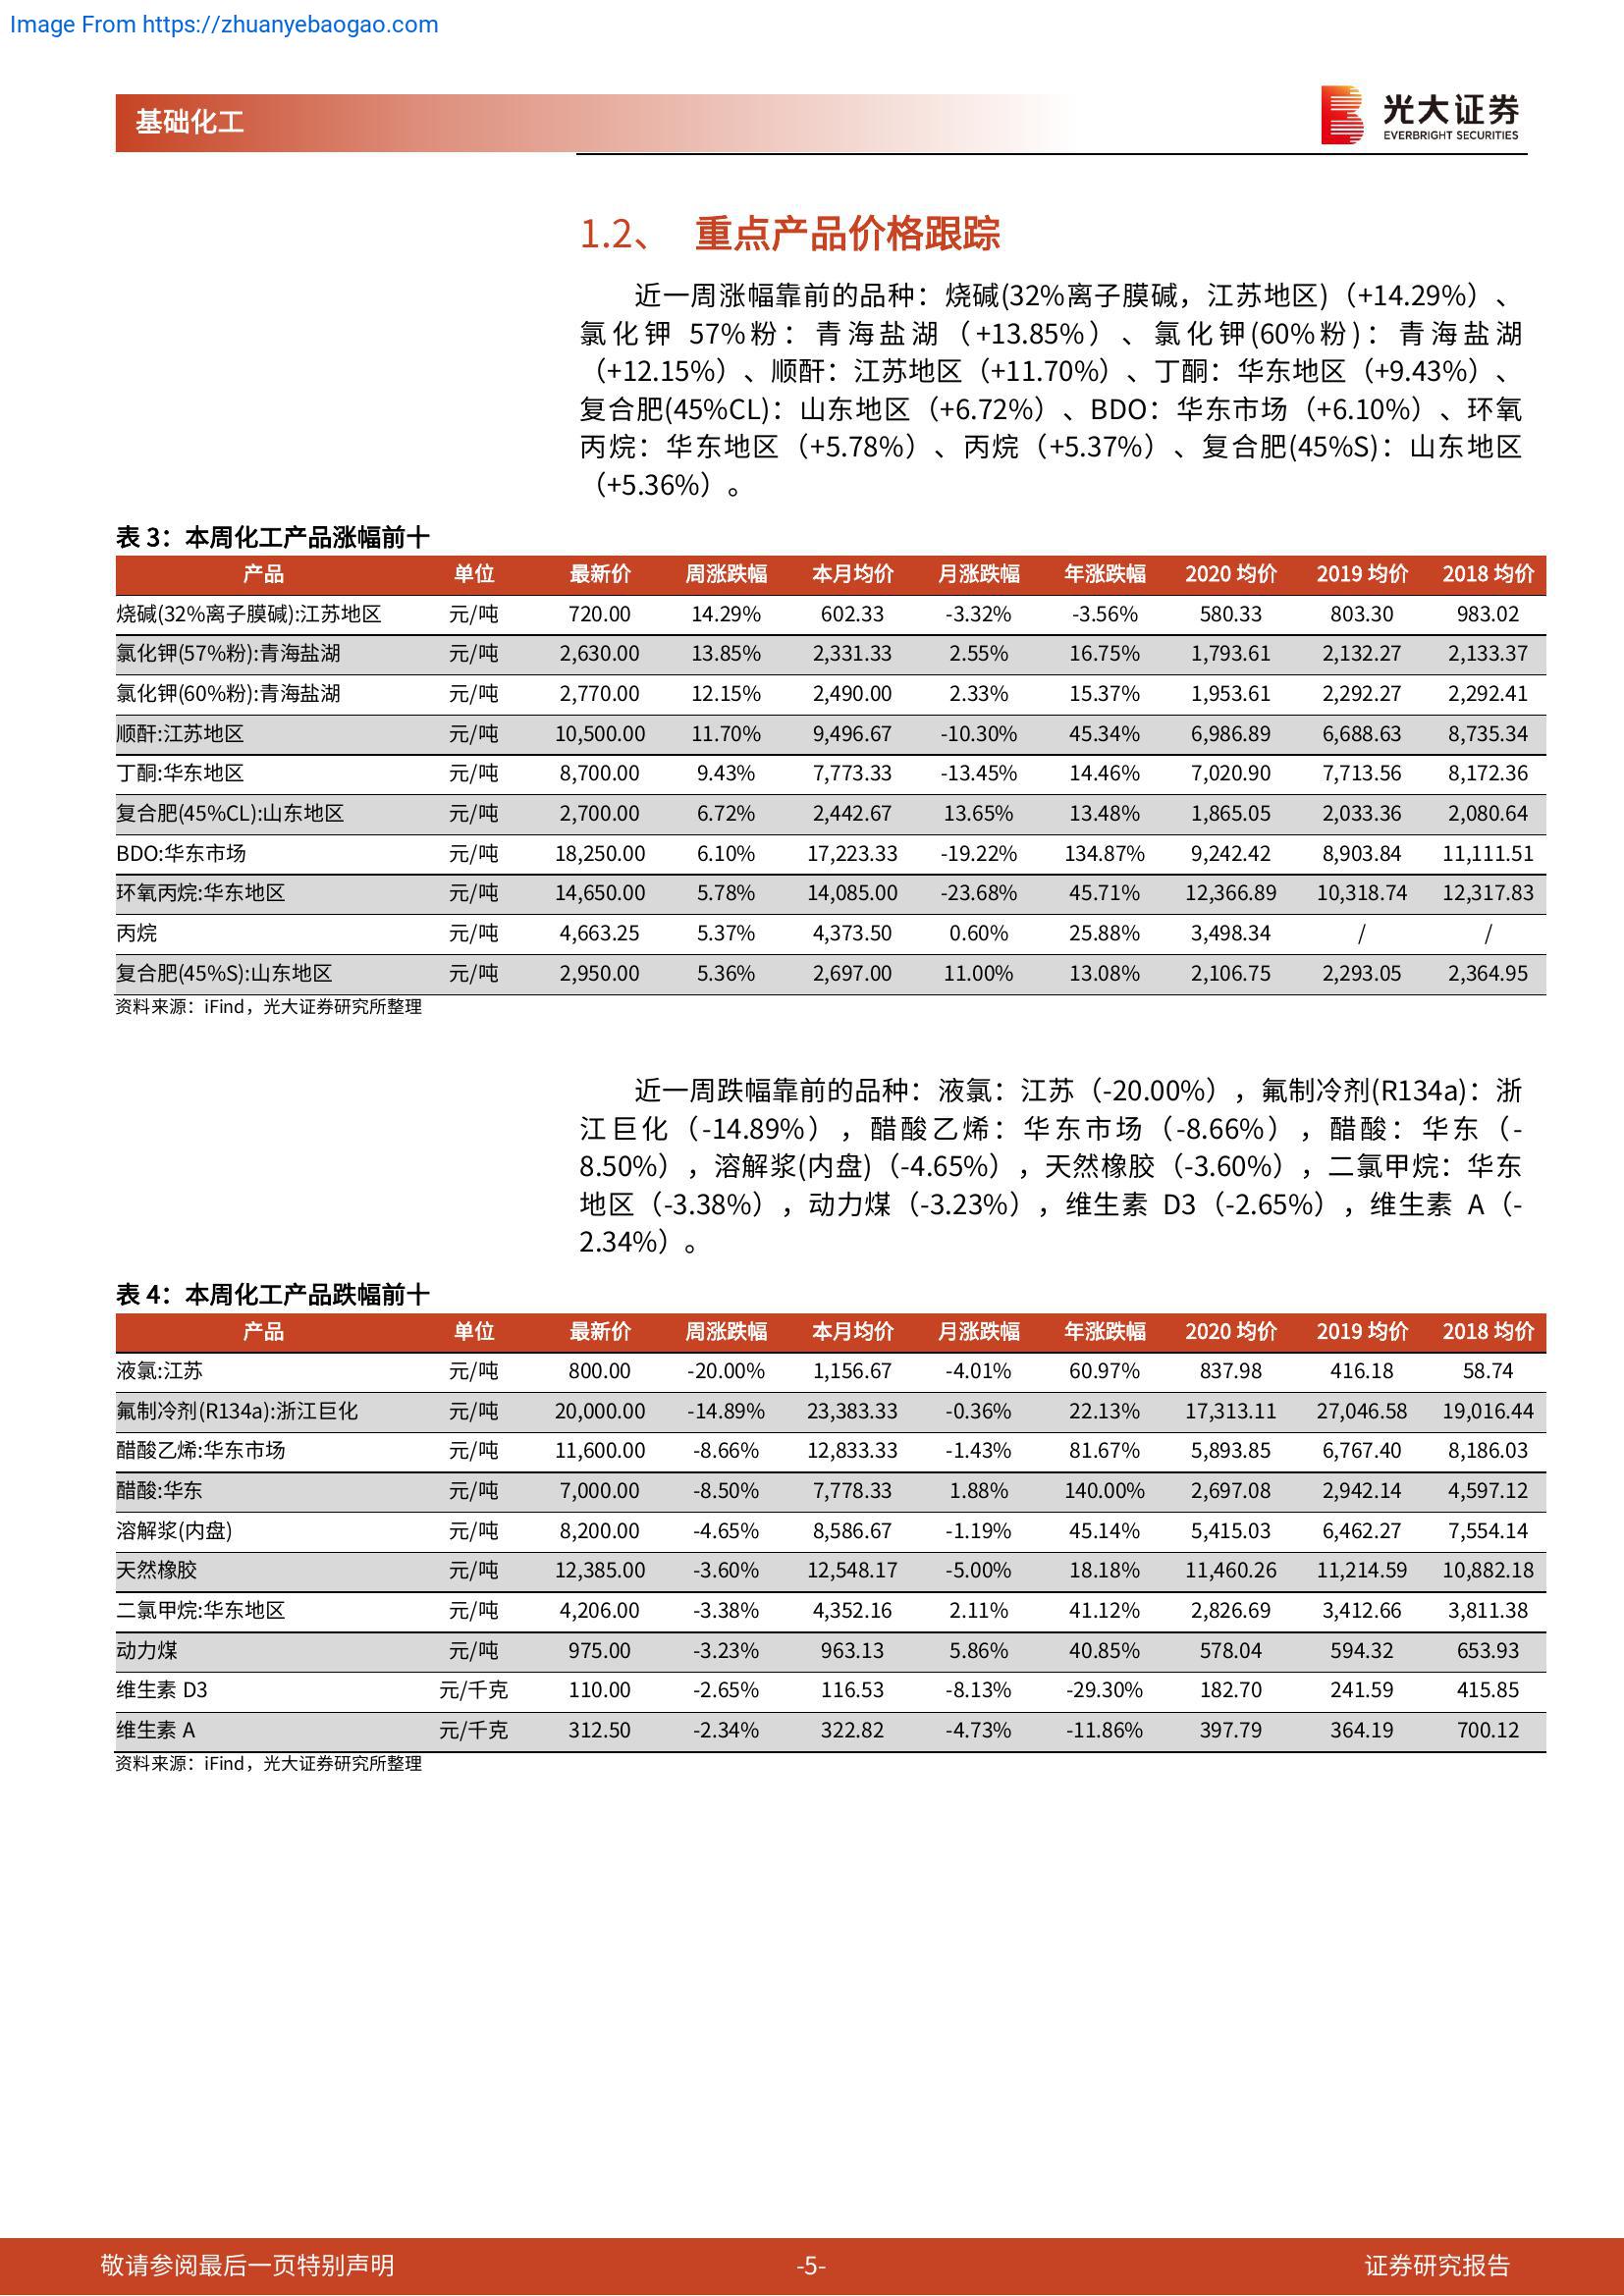 Image From https://zhuanyebaogao.com
基础化工
光大证券
EVERBRIGHT SECURITIES
1.2、 重点产品价格跟踪
近一周涨幅靠前的品种：烧碱(32%离子膜碱，江苏地区)（+14.29%）、
氯化钾 57%粉：青海盐湖（+13.85%）、氯化钾(60%粉)：青海盐湖
（+12.15%）、顺酐：江苏地区（+11.70%）、丁酮：华东地区（+9.43%）、
复合肥(45%CL)：山东地区（+6.72%）、BDO：华东市场（+6.10%）、环氧
丙烷：华东地区（+5.78%）、丙烷（+5.37%）、复合肥(45%S)：山东地区
（+5.36%）。
表 3：本周化工产品涨幅前十
产品 单位 最新价 周涨跌幅 本月均价 月涨跌幅 年涨跌幅 2020 均价 2019 均价 2018 均价
烧碱(32%离子膜碱):江苏地区 元/吨 720.00 14.29% 602.33 -3.32% -3.56% 580.33 803.30 983.02
氯化钾(57%粉):青海盐湖 元/吨 2,630.00 13.85% 2,331.33 2.55% 16.75% 1,793.61 2,132.27 2,133.37
氯化钾(60%粉):青海盐湖 元/吨 2,770.00 12.15% 2,490.00 2.33% 15.37% 1,953.61 2,292.27 2,292.41
顺酐:江苏地区 元/吨 10,500.00 11.70% 9,496.67 -10.30% 45.34% 6,986.89 6,688.63 8,735.34
丁酮:华东地区 元/吨 8,700.00 9.43% 7,773.33 -13.45% 14.46% 7,020.90 7,713.56 8,172.36
复合肥(45%CL):山东地区 元/吨 2,700.00 6.72% 2,442.67 13.65% 13.48% 1,865.05 2,033.36 2,080.64
BDO:华东市场 元/吨 18,250.00 6.10% 17,223.33 -19.22% 134.87% 9,242.42 8,903.84 11,111.51
环氧丙烷:华东地区 元/吨 14,650.00 5.78% 14,085.00 -23.68% 45.71% 12,366.89 10,318.74 12,317.83
丙烷 元/吨 4,663.25 5.37% 4,373.50 0.60% 25.88% 3,498.34 / /
复合肥(45%S):山东地区 元/吨 2,950.00 5.36% 2,697.00 11.00% 13.08% 2,106.75 2,293.05 2,364.95
资料来源：iFind，光大证券研究所整理
近一周跌幅靠前的品种：液氯：江苏（-20.00%），氟制冷剂(R134a)：浙
江巨化（-14.89%），醋酸乙烯：华东市场（-8.66%），醋酸：华东（-
8.50%），溶解浆(内盘)（-4.65%），天然橡胶（-3.60%），二氯甲烷：华东
地区（-3.38%），动力煤（-3.23%），维生素 D3（-2.65%），维生素 A（-
2.34%）。
表 4：本周化工产品跌幅前十
产品 单位 最新价 周涨跌幅 本月均价 月涨跌幅 年涨跌幅 2020 均价 2019 均价 2018 均价
液氯:江苏 元/吨 800.00 -20.00% 1,156.67 -4.01% 60.97% 837.98 416.18 58.74
氟制冷剂(R134a):浙江巨化 元/吨 20,000.00 -14.89% 23,383.33 -0.36% 22.13% 17,313.11 27,046.58 19,016.44
醋酸乙烯:华东市场 元/吨 11,600.00 -8.66% 12,833.33 -1.43% 81.67% 5,893.85 6,767.40 8,186.03
醋酸:华东 元/吨 7,000.00 -8.50% 7,778.33 1.88% 140.00% 2,697.08 2,942.14 4,597.12
溶解浆(内盘) 元/吨 8,200.00 -4.65% 8,586.67 -1.19% 45.14% 5,415.03 6,462.27 7,554.14
天然橡胶 元/吨 12,385.00 -3.60% 12,548.17 -5.00% 18.18% 11,460.26 11,214.59 10,882.18
二氯甲烷:华东地区 元/吨 4,206.00 -3.38% 4,352.16 2.11% 41.12% 2,826.69 3,412.66 3,811.38
动力煤 元/吨 975.00 -3.23% 963.13 5.86% 40.85% 578.04 594.32 653.93
维生素 D3 元/千克 110.00 -2.65% 116.53 -8.13% -29.30% 182.70 241.59 415.85
维生素 A 元/千克 312.50 -2.34% 322.82 -4.73% -11.86% 397.79 364.19 700.12
资料来源：iFind，光大证券研究所整理
敬请参阅最后一页特别声明 -5- 证券研究报告